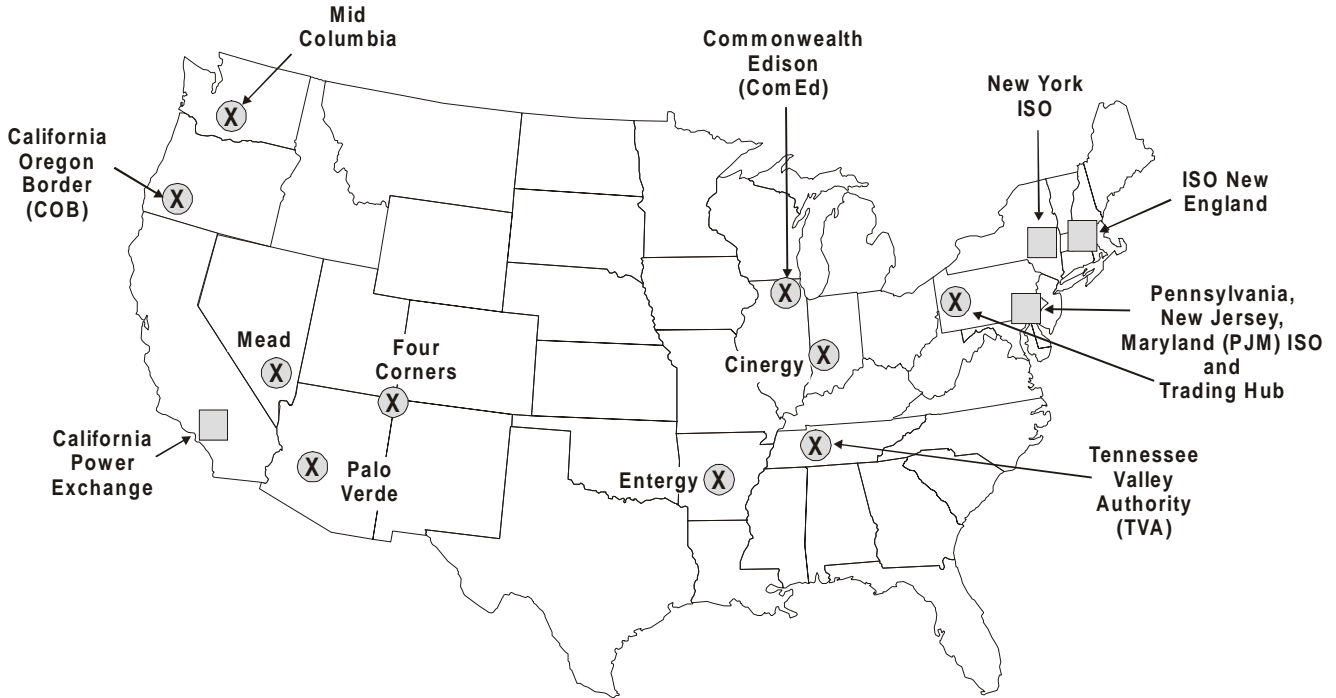 Mid
Columbia
X
California
Oregon
Border
(COB)
X
Commonwealth
Edison
(ComEd)
X
New York
ISO
ISO New
England
Pennsylvania,
New Jersey,
Maryland (PJM) ISO
and
Trading Hub
X
Mead
X
Four
Corners
X
Cinergy X
California
Power
Exchange
X Palo
Verde
Entergy X
X
Tennessee
Valley
Authority
(TVA)